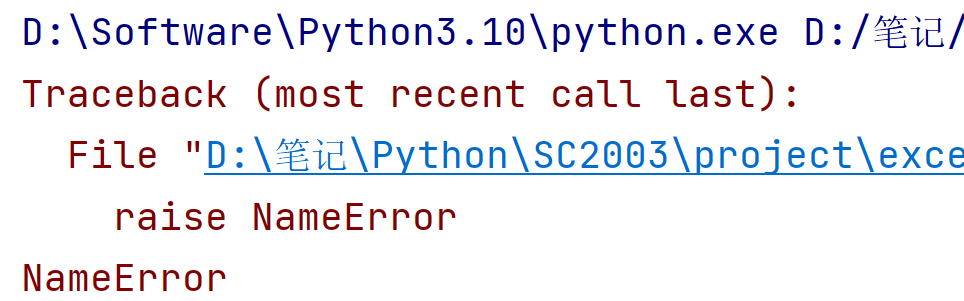 D:\Software\Python3.10\python.exe D:/笔记/
Traceback (most recent call last):
File "D:\笔记\Python\SC2003\project\exce
raise NameError
NameError